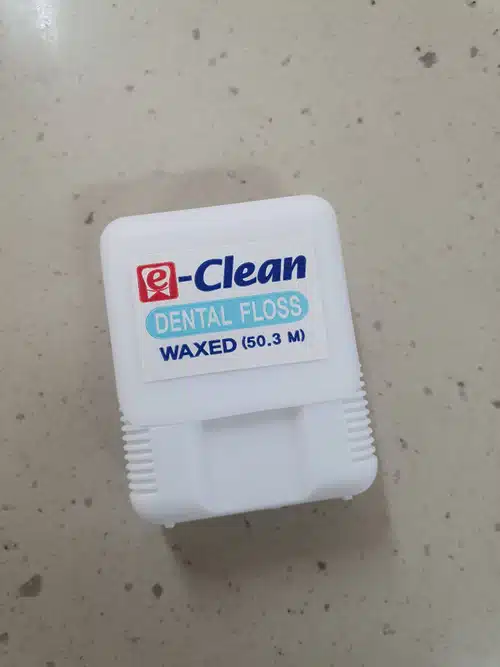 e-Clean
DENTAL FLOSS
WAXED (50.3 M)